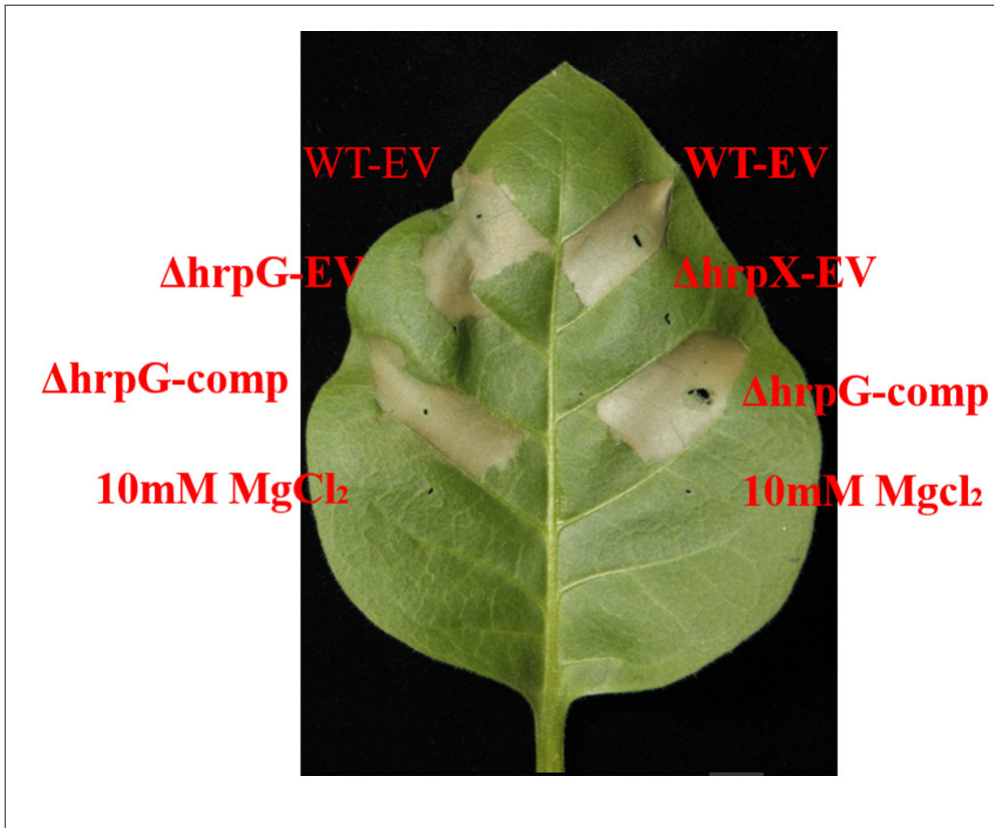 WT-EV WT-EV
ΔhrpG-EV ΔhrpX-EV
ΔhrpG-comp ΔhrpG-comp
10mM MgCl₂ 10mM Mgcl₂